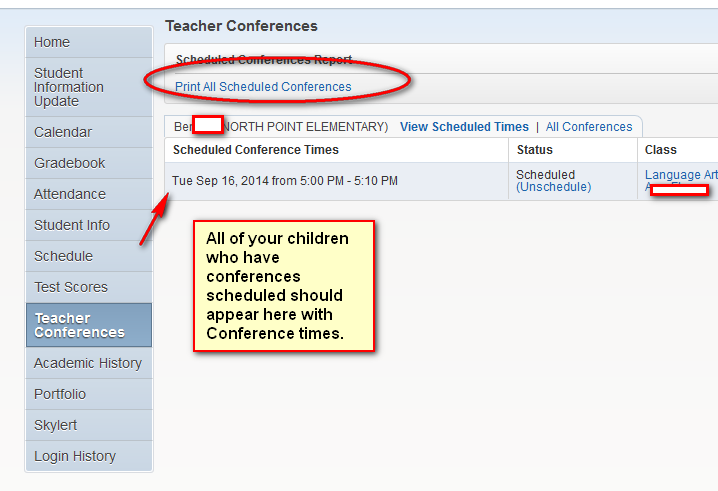 Teacher Conferences
Home
Student
Information
Update
Calendar
Gradebook
Attendance
Student Info
Schedule
Test Scores
Teacher
Conferences
Academic History
Portfolio
Skylert
Login History
Scheduled Conferences Report
Print All Scheduled Conferences
NORTH POINT ELEMENTARY) View Scheduled Times | All Conferences
Scheduled Conference Times Status Class
Tue Sep 16, 2014 from 5:00 PM - 5:10 PM Scheduled Language Art
(Unschedule)
All of your children
who have
conferences
scheduled should
appear here with
Conference times.